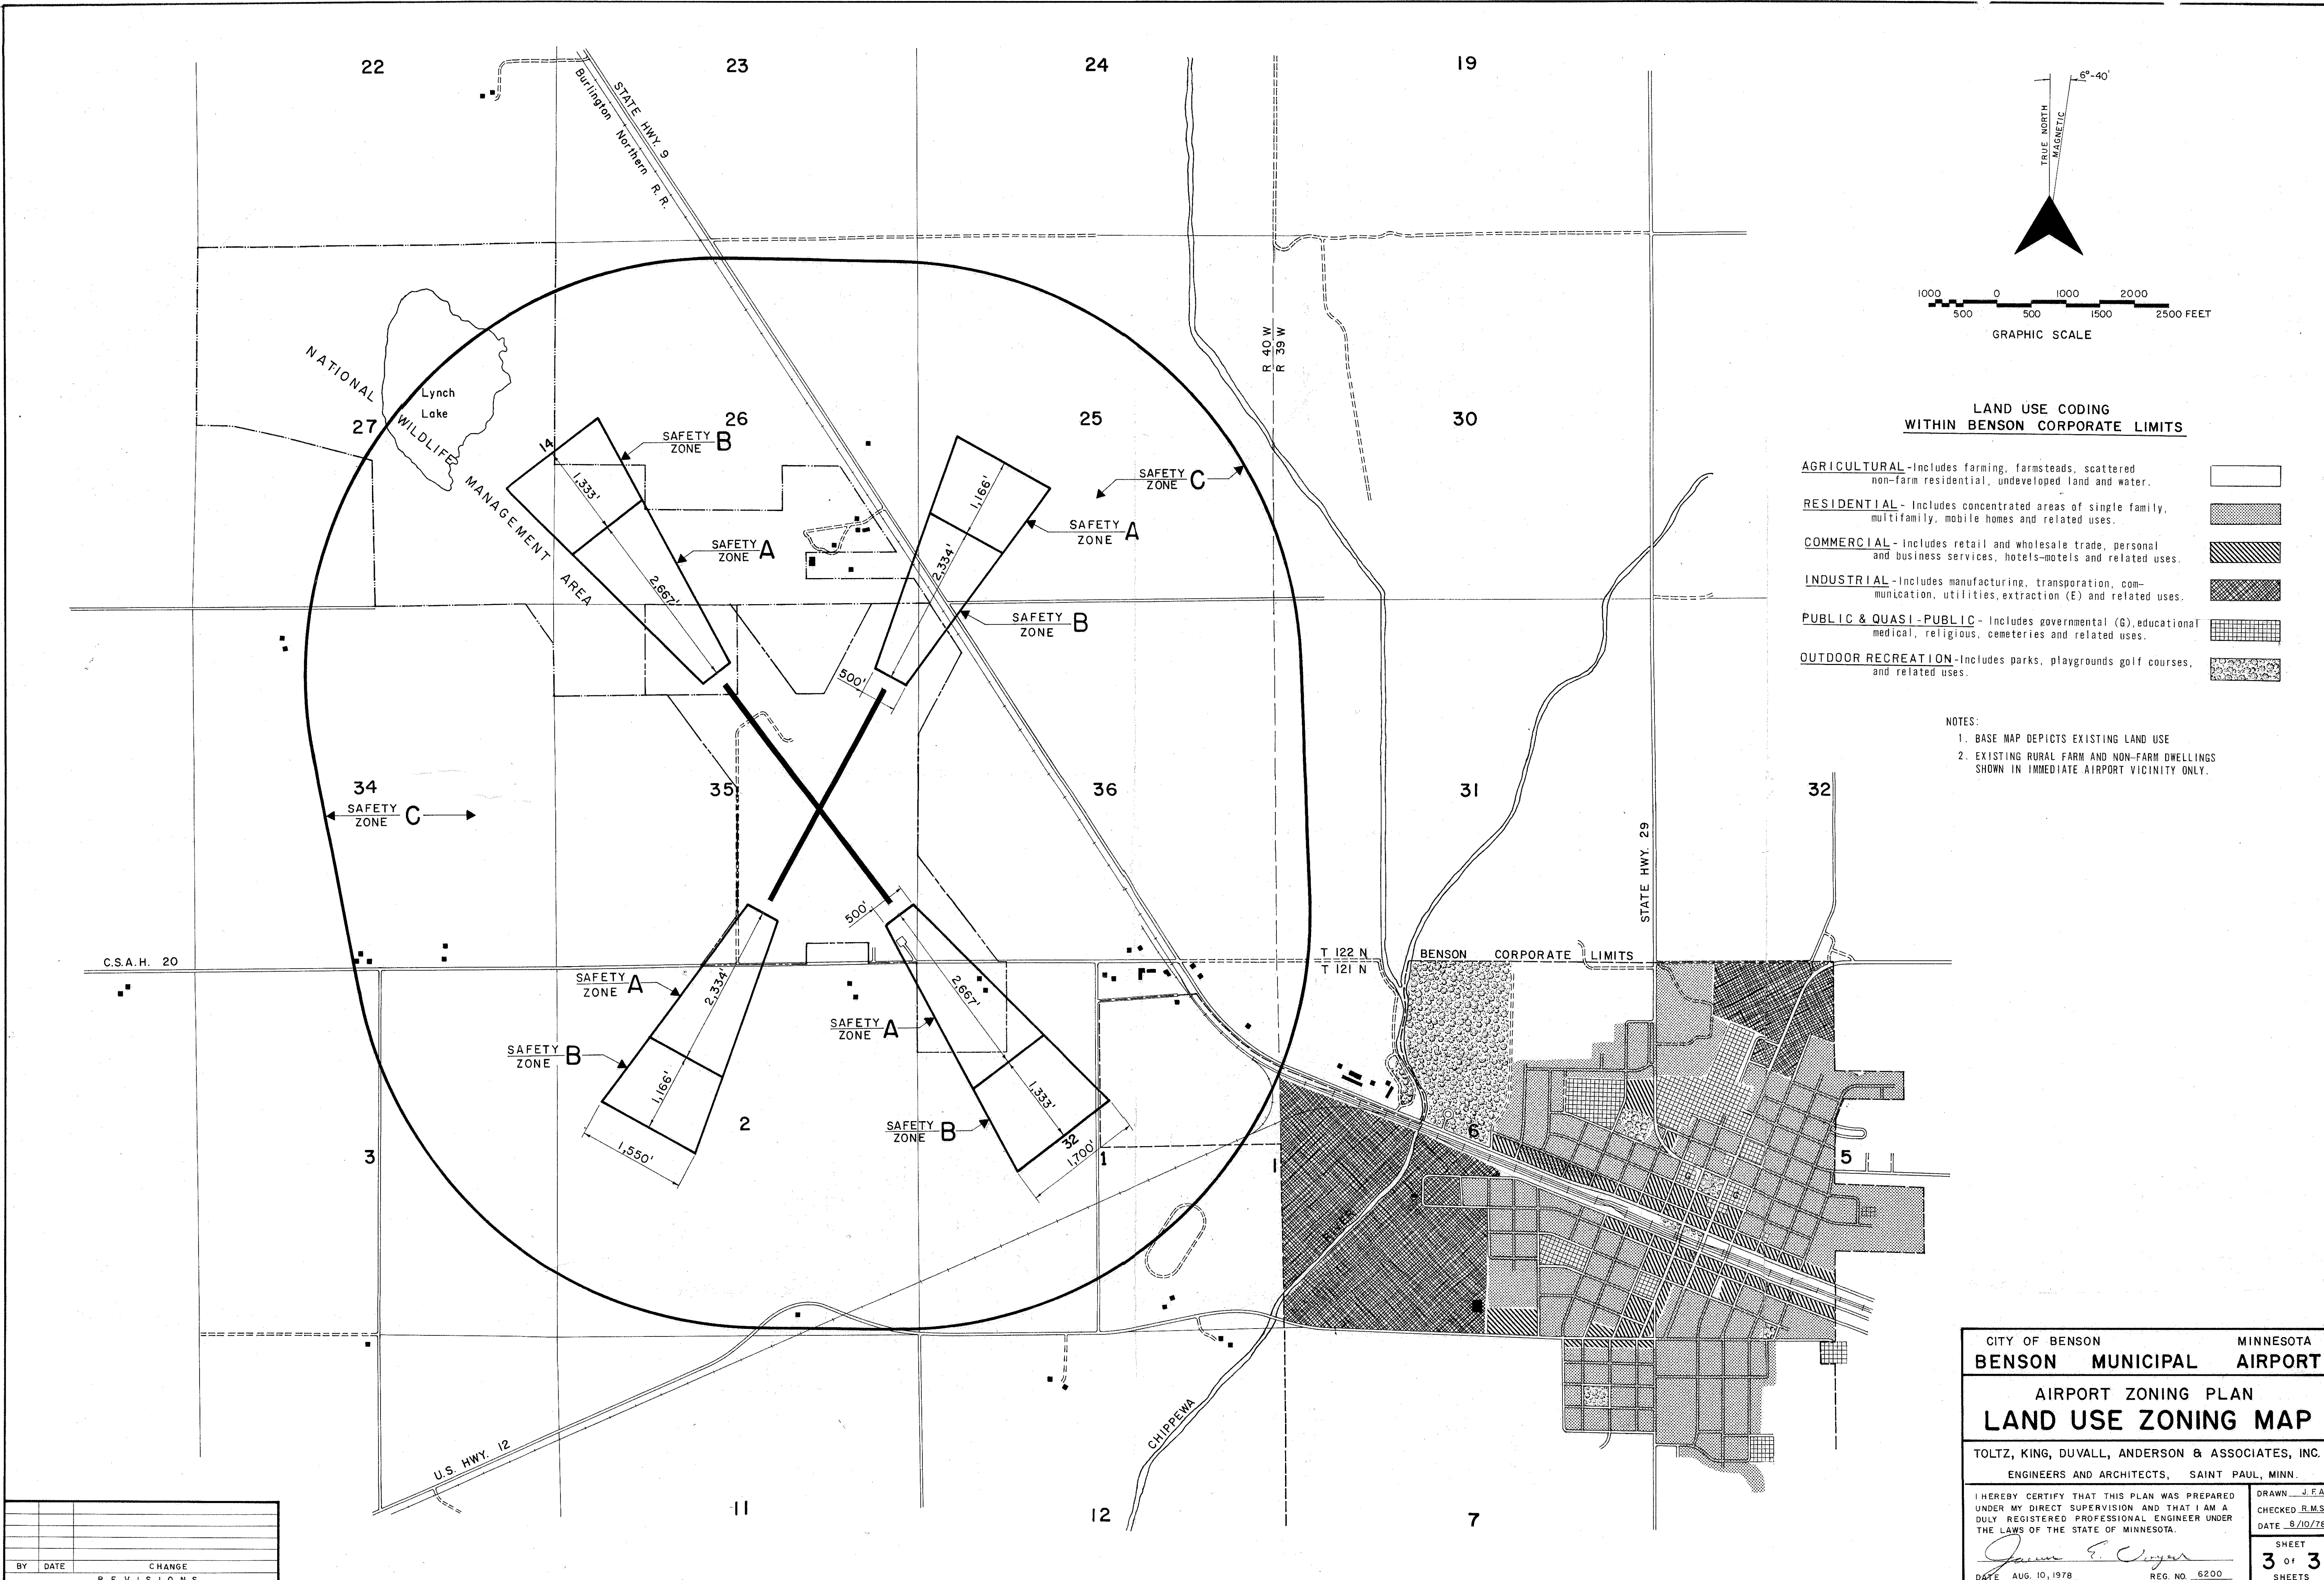 22
23
24
19
STATE HWY. 9
Burlington Northern R. R.
6°-40'
TRUE NORTH
MAGNETIC
1000 0 1000 2000
500 500 1500 2500 FEET
GRAPHIC SCALE
R 40 W
R 39 W
NATIONAL WILDLIFE MANAGEMENT AREA
Lynch
Lake
27
26
25
30
14
SAFETY ZONE B
1,333'
SAFETY ZONE A
2,667'
1,166'
SAFETY ZONE C
SAFETY ZONE A
2,334'
SAFETY ZONE B
500'
LAND USE CODING
WITHIN BENSON CORPORATE LIMITS
AGRICULTURAL-Includes farming, farmsteads, scattered
non-farm residential, undeveloped land and water.
RESIDENTIAL- Includes concentrated areas of single family,
multifamily, mobile homes and related uses.
COMMERCIAL- Includes retail and wholesale trade, personal
and business services, hotels-motels and related uses.
INDUSTRIAL-Includes manufacturing, transporation, com-
munication, utilities, extraction (E) and related uses.
PUBLIC & QUASI-PUBLIC- Includes governmental (G), educational
medical, religious, cemeteries and related uses.
OUTDOOR RECREATION-Includes parks, playgrounds golf courses,
and related uses.
NOTES:
1. BASE MAP DEPICTS EXISTING LAND USE
2. EXISTING RURAL FARM AND NON-FARM DWELLINGS
SHOWN IN IMMEDIATE AIRPORT VICINITY ONLY.
34
35
36
31
32
SAFETY ZONE C
STATE HWY. 29
500'
C.S.A.H. 20
T 122 N
T 121 N
BENSON CORPORATE LIMITS
SAFETY ZONE A
2,334'
SAFETY ZONE B
1,166'
1,550'
SAFETY ZONE A
2,667'
SAFETY ZONE B
1,333'
32
1,700'
3
2
1
6
5
G
G
CHIPPEWA
RIVER
U.S. HWY. 12
11
12
7
CITY OF BENSON MINNESOTA
BENSON MUNICIPAL AIRPORT
AIRPORT ZONING PLAN
LAND USE ZONING MAP
TOLTZ, KING, DUVALL, ANDERSON & ASSOCIATES, INC.
ENGINEERS AND ARCHITECTS, SAINT PAUL, MINN.
I HEREBY CERTIFY THAT THIS PLAN WAS PREPARED
UNDER MY DIRECT SUPERVISION AND THAT I AM A
DULY REGISTERED PROFESSIONAL ENGINEER UNDER
THE LAWS OF THE STATE OF MINNESOTA.
DATE AUG. 10, 1978 REG. NO. 6200
DRAWN J.F.A
CHECKED R.M.S
DATE 8/10/78
SHEET
3 OF 3
SHEETS
BY DATE CHANGE
REVISIONS